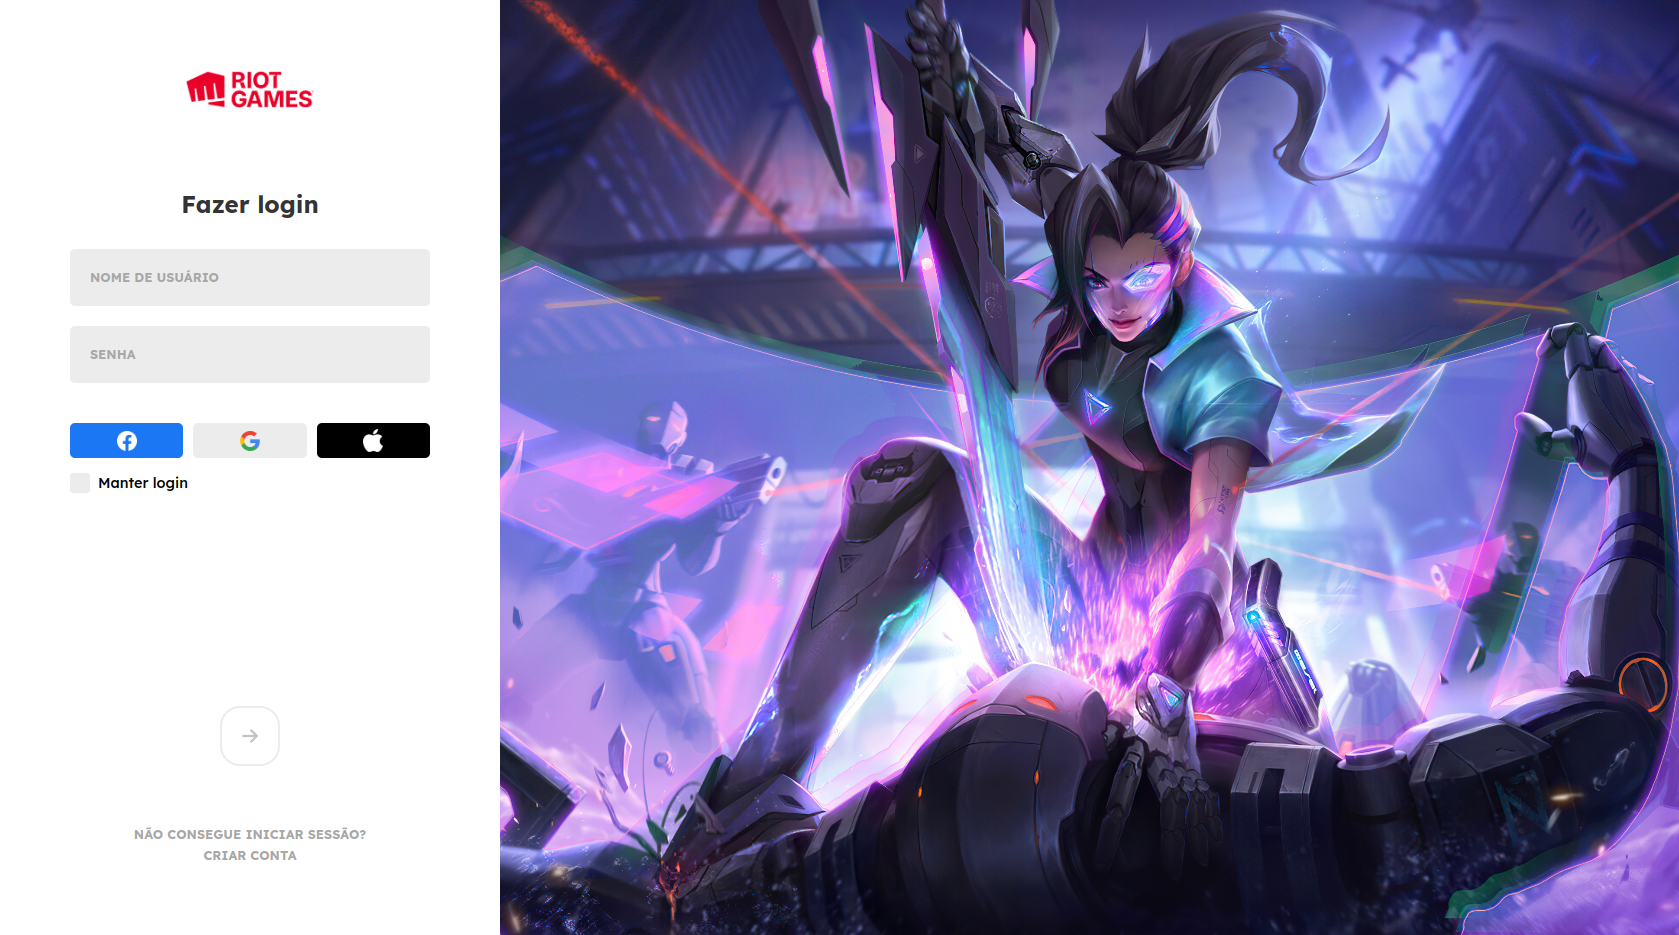 RIOT
GAMES
Fazer login
NOME DE USUÁRIO
SENHA
Manter login
NÃO CONSEGUE INICIAR SESSÃO?
CRIAR CONTA